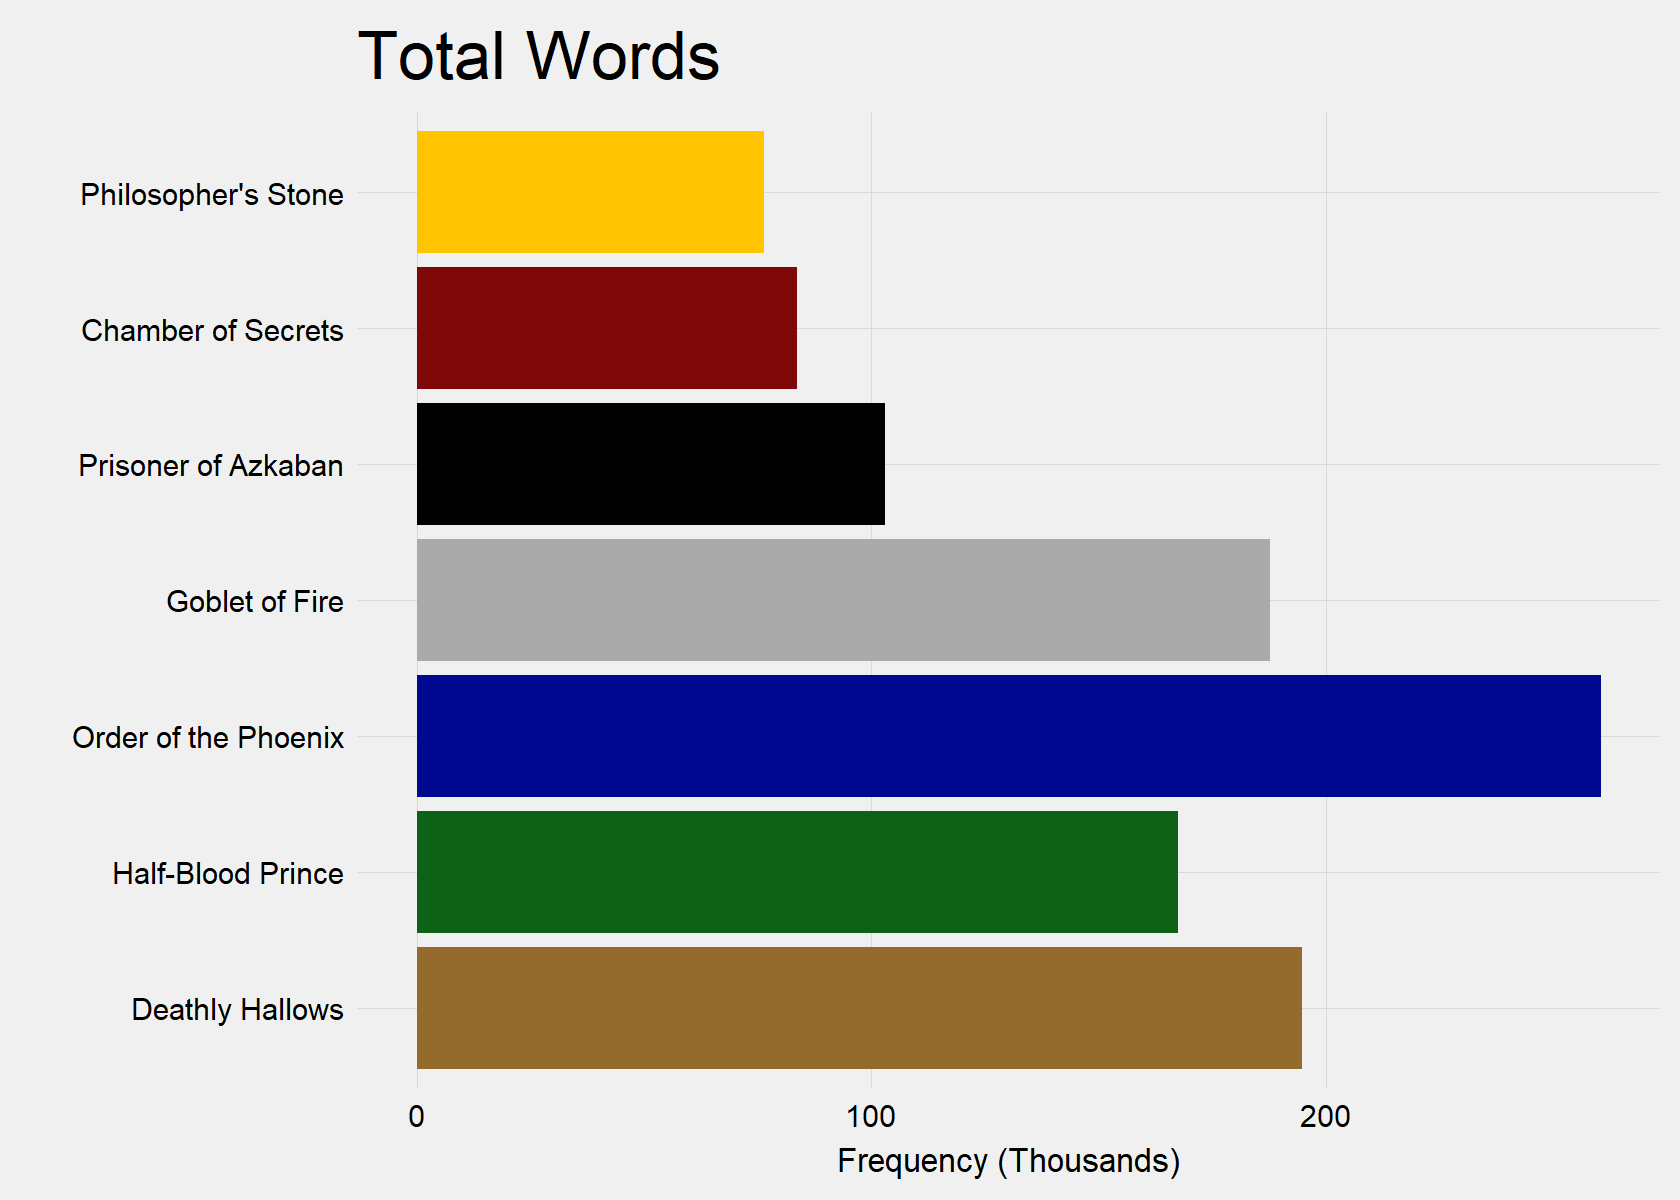 Total Words
Philosopher's Stone
Chamber of Secrets
Prisoner of Azkaban
Goblet of Fire
Order of the Phoenix
Half-Blood Prince
Deathly Hallows
0 100 200
Frequency (Thousands)